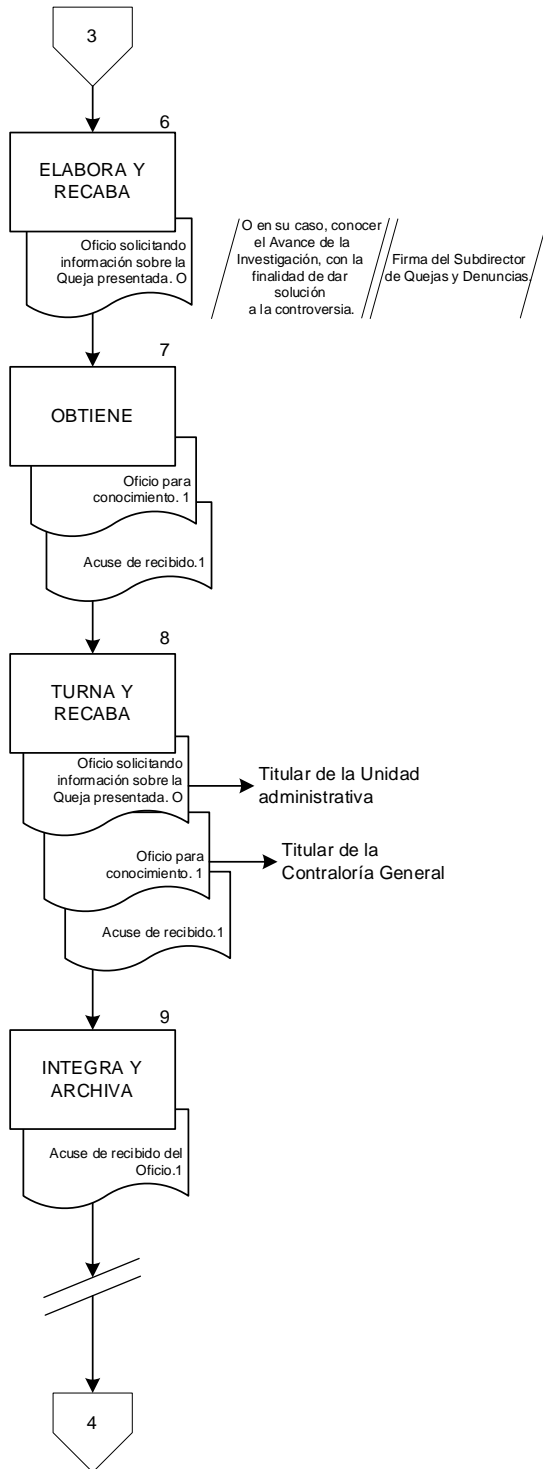 3
6
ELABORA Y
RECABA
Oficio solicitando
información sobre la
Queja presentada. O
O en su caso, conocer
el Avance de la
Investigación, con la
finalidad de dar
solución
a la controversia.
Firma del Subdirector
de Quejas y Denuncias.
7
OBTIENE
Oficio para
conocimiento. 1
Acuse de recibido.1
8
TURNA Y
RECABA
Oficio solicitando
información sobre la
Queja presentada. O
Titular de la Unidad
administrativa
Oficio para
conocimiento. 1
Titular de la
Contraloría General
Acuse de recibido.1
9
INTEGRA Y
ARCHIVA
Acuse de recibido del
Oficio.1
4